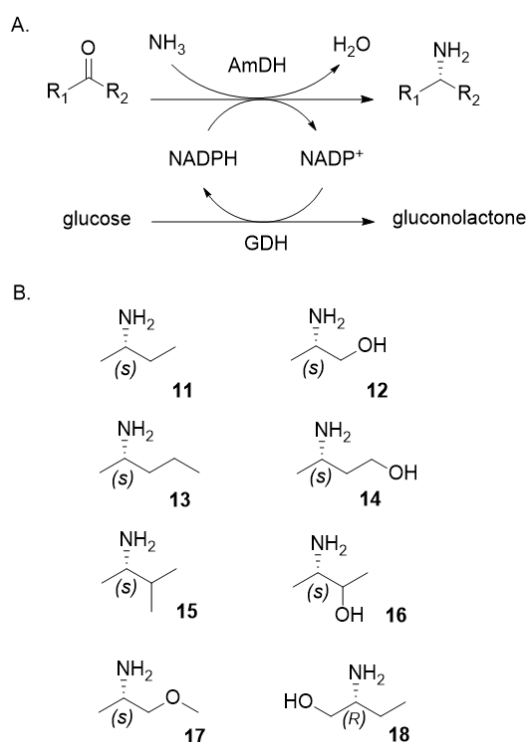 A.
O
R1 R2
NH3
AmDH
H2O
NH2
R1 R2
NADPH NADP+
glucose
GDH
gluconolactone
B.
NH2
(s)
11
NH2
OH
(s)
12
NH2
(s)
13
NH2
OH
(s)
14
NH2
(s)
15
NH2
(s)
OH
16
NH2
O
(s)
17
NH2
HO
(R)
18